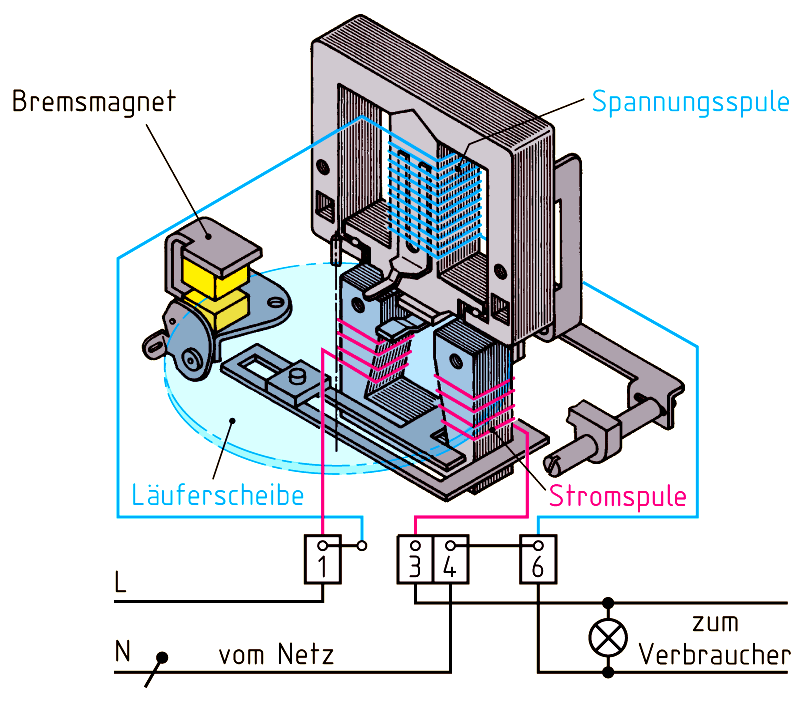 Bremsmagnet
Spannungsspule
Läuferscheibe
Stromspule
1
3
4
6
L
N
vom Netz
zum
Verbraucher